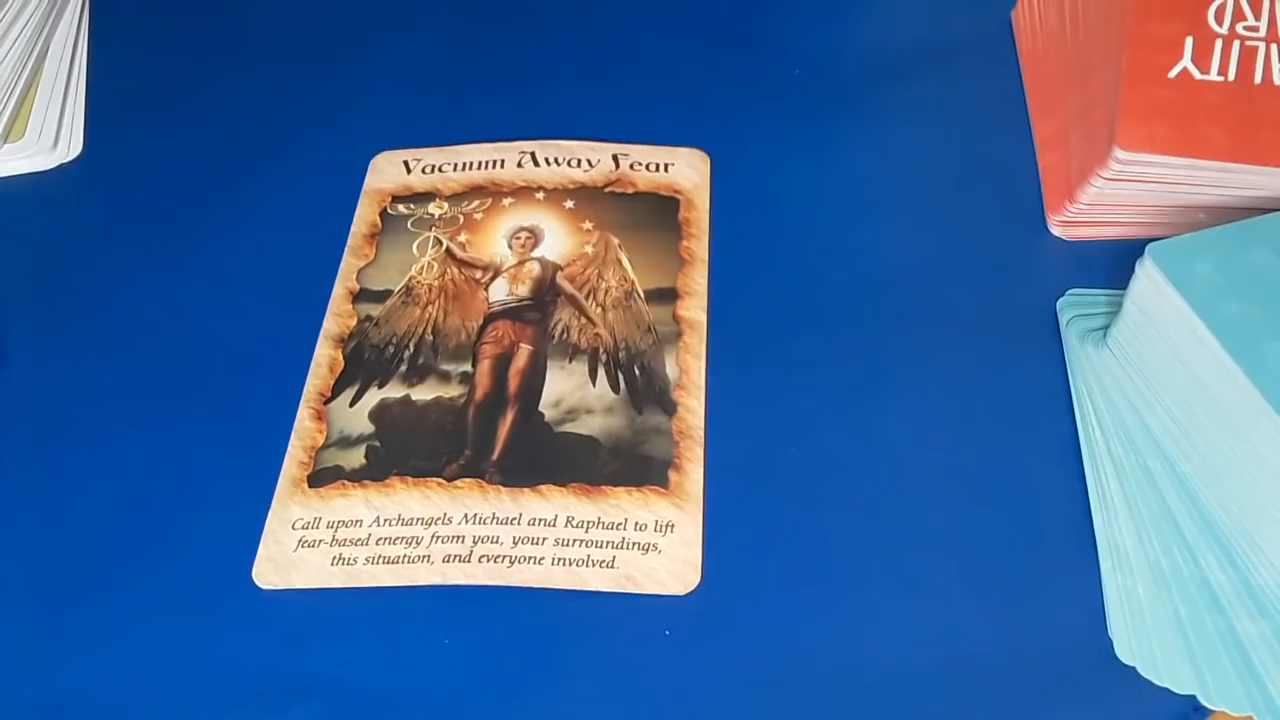 Vacuum Away Fear
Call upon Archangels Michael and Raphael to lift
fear-based energy from you, your surroundings,
this situation, and everyone involved.